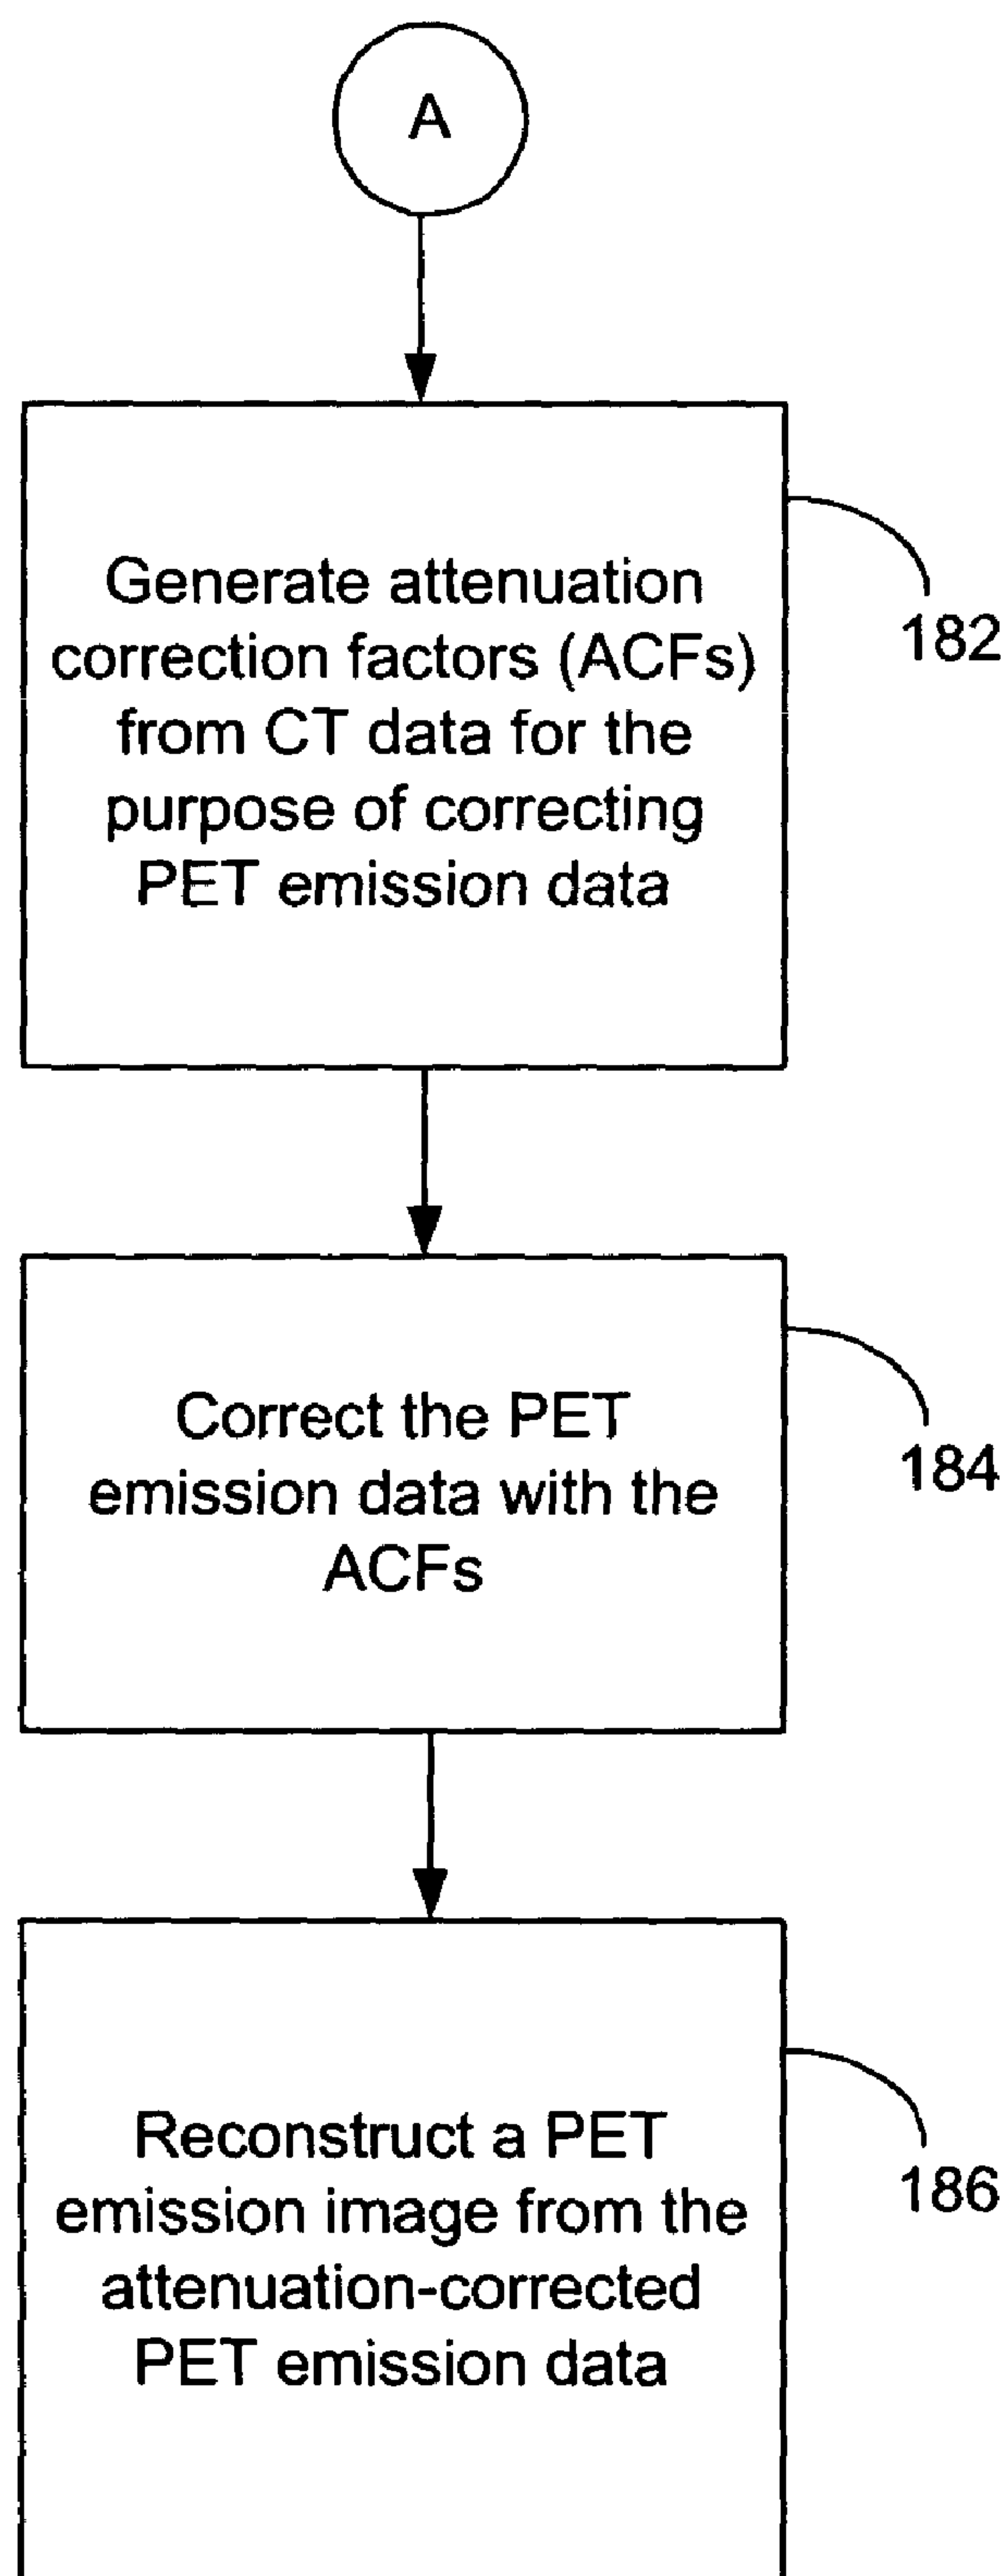 A
Generate attenuation
correction factors (ACFs)
from CT data for the
purpose of correcting
PET emission data
182
Correct the PET
emission data with the
ACFs
184
Reconstruct a PET
emission image from the
attenuation-corrected
PET emission data
186